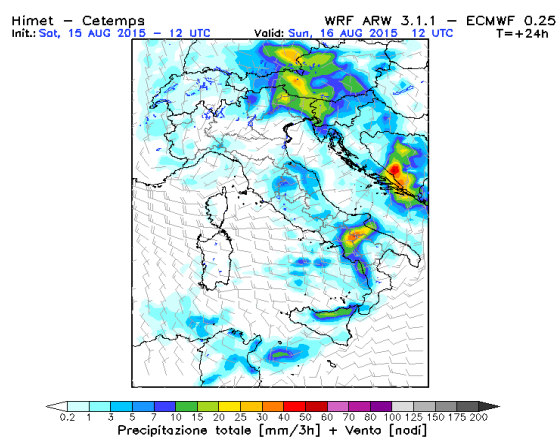 Himet – Cetemps WRF ARW 3.1.1 – ECMWF 0.25
Init.: Sat, 15 AUG 2015 – 12 UTC Valid: Sun, 16 AUG 2015 12 UTC T=+24h
0.2 1 3 5 7 10 15 20 25 30 40 50 60 70 80 90 100 125 150 175 200
Precipitazione totale [mm/3h] + Vento [nodi]